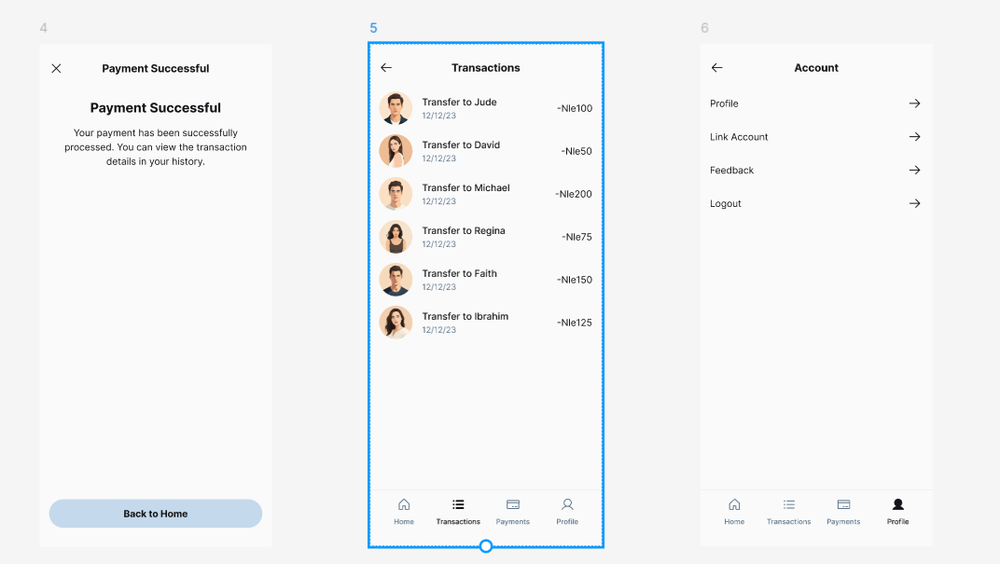 4
Payment Successful
Payment Successful
Your payment has been successfully
processed. You can view the transaction
details in your history.
Back to Home
5
Transactions
Transfer to Jude
12/12/23
-Nle100
Transfer to David
12/12/23
-Nle50
Transfer to Michael
12/12/23
-Nle200
Transfer to Regina
12/12/23
-Nle75
Transfer to Faith
12/12/23
-Nle150
Transfer to Ibrahim
12/12/23
-Nle125
Home Transactions Payments Profile
6
Account
Profile
Link Account
Feedback
Logout
Home Transactions Payments Profile